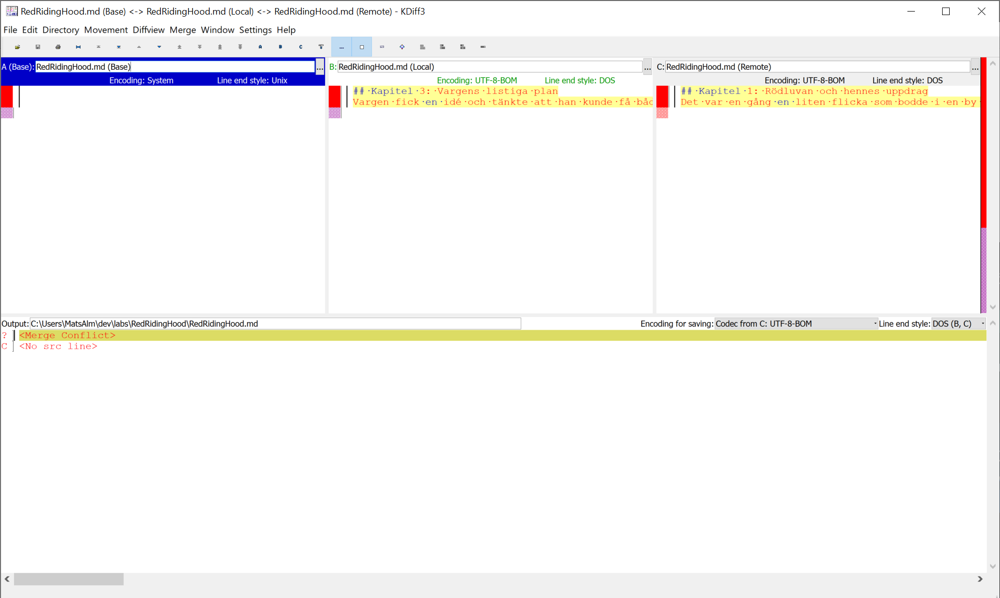 RedRidingHood.md (Base) <-> RedRidingHood.md (Local) <-> RedRidingHood.md (Remote) - KDiff3
File Edit Directory Movement Diffview Merge Window Settings Help
A B C ... 123
A (Base): RedRidingHood.md (Base) ...
Encoding: System Line end style: Unix
B: RedRidingHood.md (Local) ...
Encoding: UTF-8-BOM Line end style: DOS
##·Kapitel·3:·Vargens·listiga·plan
Vargen·fick·en·idé·och·tänkte·att·han·kunde·få·båd
C: RedRidingHood.md (Remote) ...
Encoding: UTF-8-BOM Line end style: DOS
##·Kapitel·1:·Rödluvan·och·hennes·uppdrag
Det·var·en·gång·en·liten·flicka·som·bodde·i·en·by·
Output: C:\Users\MatsAlm\dev\labs\RedRidingHood\RedRidingHood.md Encoding for saving: Codec from C: UTF-8-BOM Line end style: DOS (B, C)
? <Merge Conflict>
C <No src line>